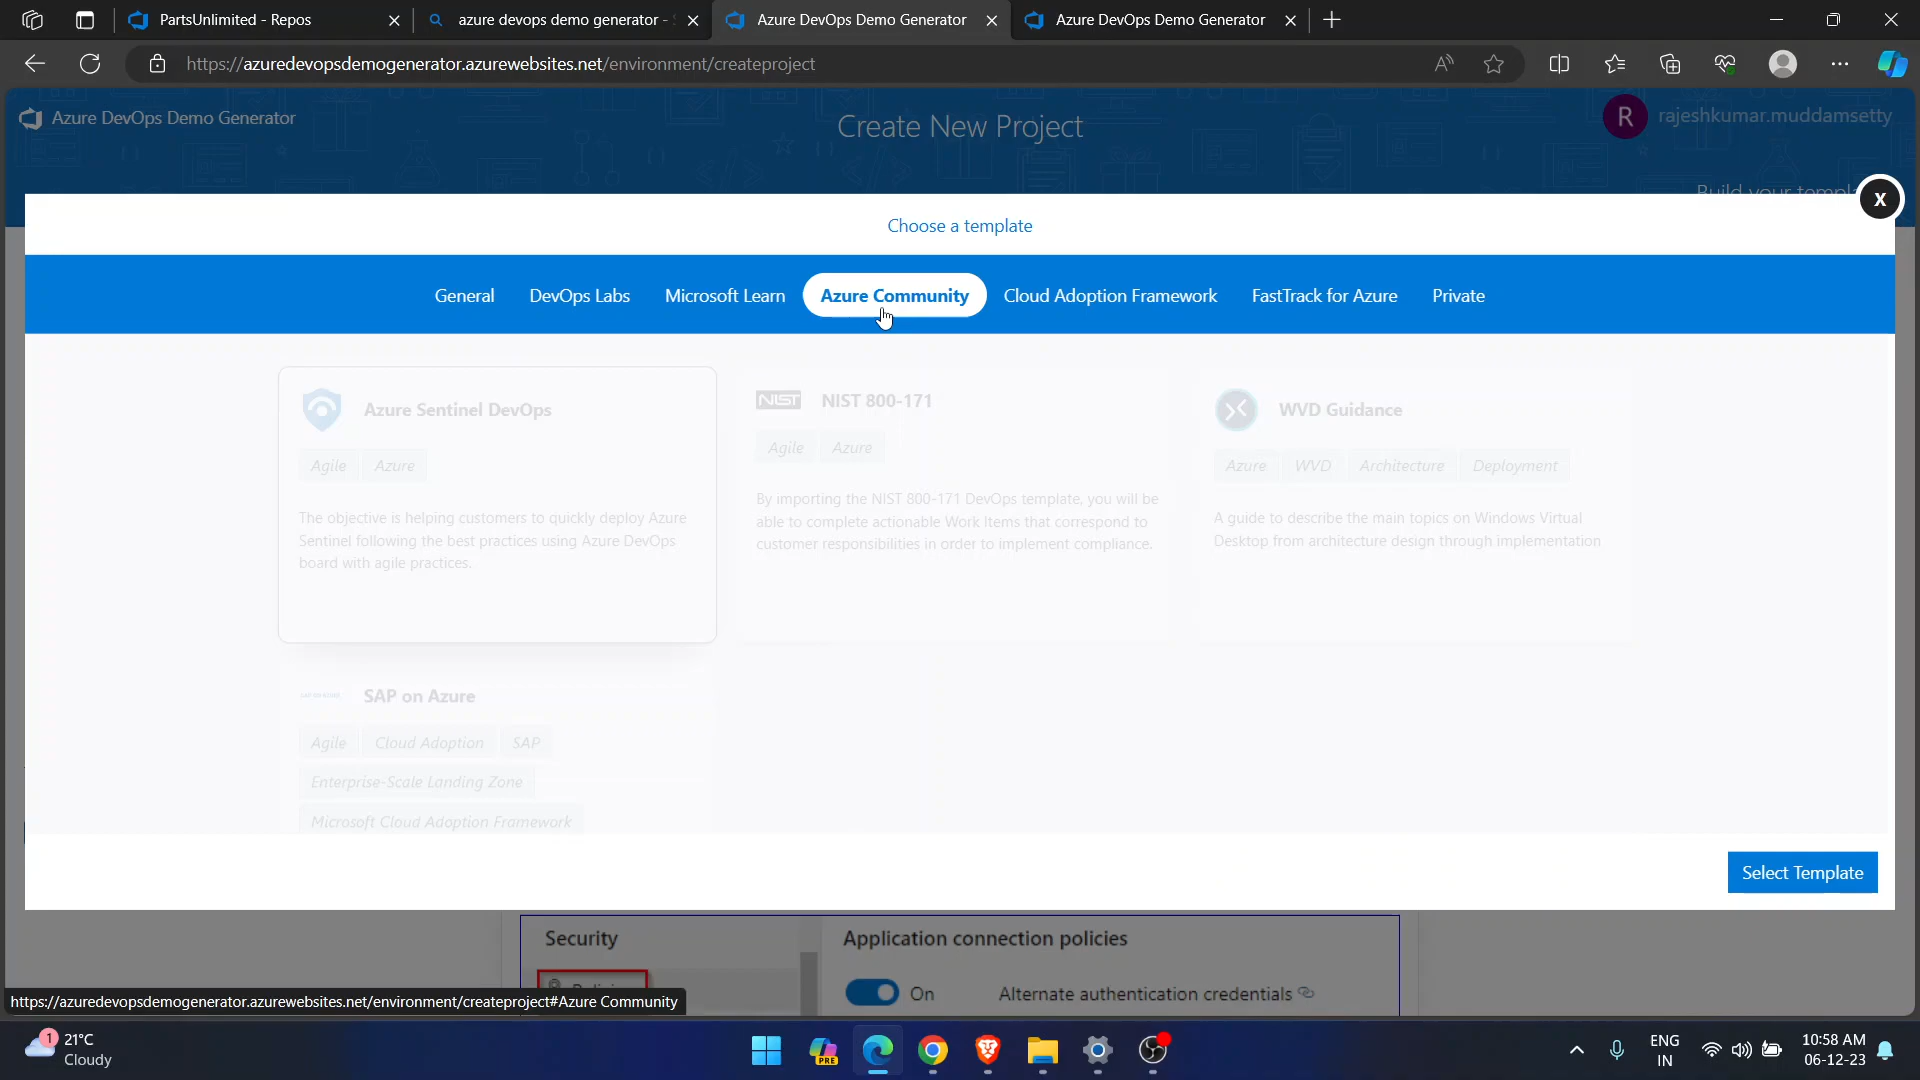 PartsUnlimited - Repos
azure devops demo generator -
Azure DevOps Demo Generator
Azure DevOps Demo Generator
https://azuredevopsdemogenerator.azurewebsites.net/environment/createproject
Azure DevOps Demo Generator
Create New Project
R
rajeshkumar.muddamsetty
Build your templa
X
Choose a template
General
DevOps Labs
Microsoft Learn
Azure Community
Cloud Adoption Framework
FastTrack for Azure
Private
Azure Sentinel DevOps
Agile
Azure
The objective is helping customers to quickly deploy Azure
Sentinel following the best practices using Azure DevOps
board with agile practices.
NIST
NIST 800-171
Agile
Azure
By importing the NIST 800-171 DevOps template, you will be
able to complete actionable Work Items that correspond to
customer responsibilities in order to implement compliance.
WVD Guidance
Azure
WVD
Architecture
Deployment
A guide to describe the main topics on Windows Virtual
Desktop from architecture design through implementation
SAP on Azure
Agile
Cloud Adoption
SAP
Enterprise-Scale Landing Zone
Microsoft Cloud Adoption Framework
Select Template
Security
Application connection policies
On
Alternate authentication credentials
https://azuredevopsdemogenerator.azurewebsites.net/environment/createproject#Azure Community
1
21°C
Cloudy
PRE
ENG
IN
10:58 AM
06-12-23